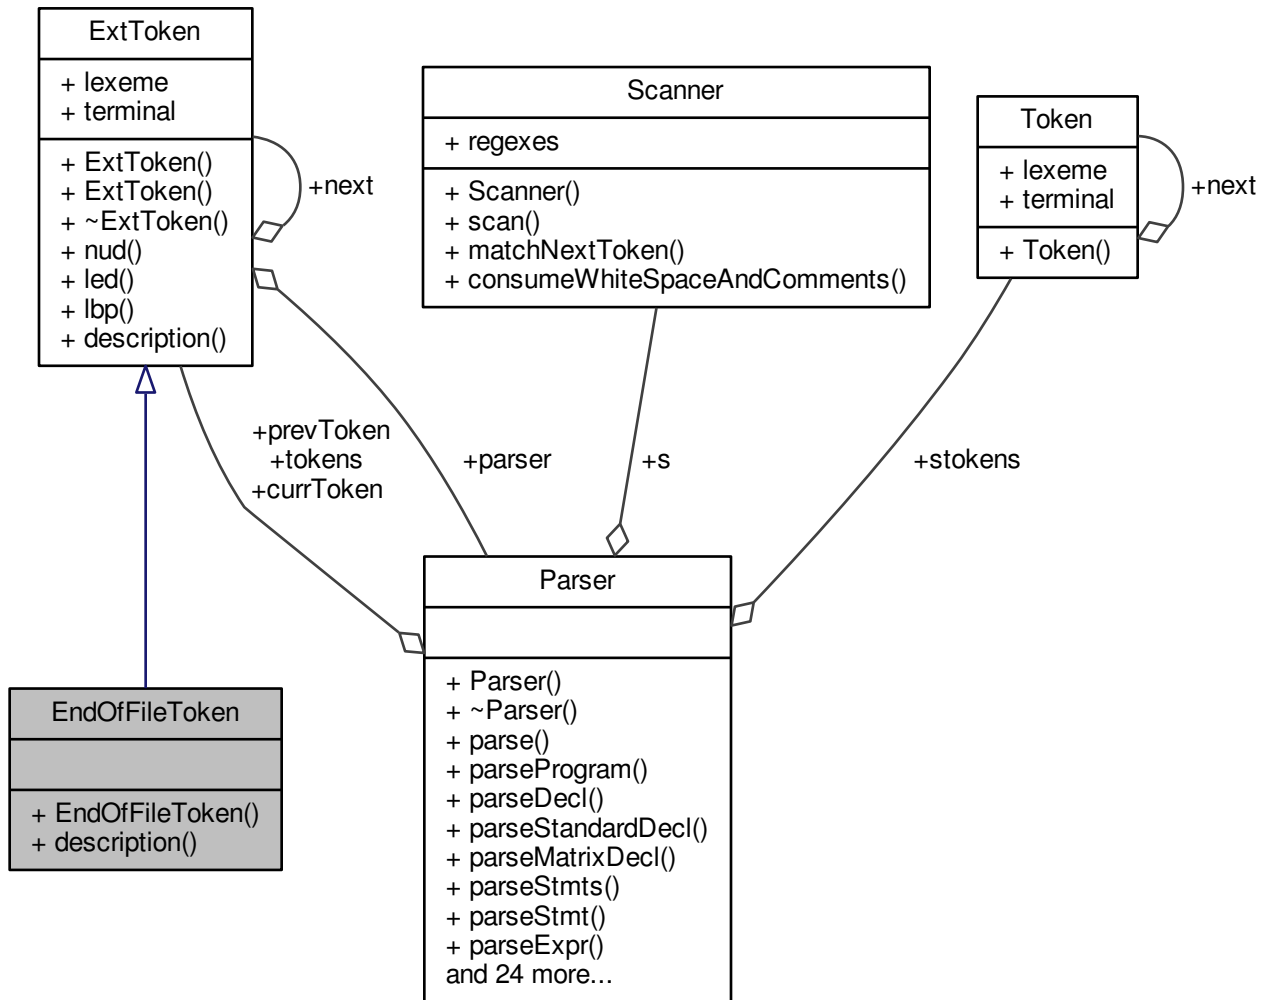 ExtToken
+ lexeme
+ terminal
+ ExtToken()
+ ExtToken()
+ ~ExtToken()
+ nud()
+ led()
+ lbp()
+ description()
+next
Scanner
+ regexes
+ Scanner()
+ scan()
+ matchNextToken()
+ consumeWhiteSpaceAndComments()
Token
+ lexeme
+ terminal
+ Token()
+next
+prevToken
+tokens
+currToken
+parser
+s
+stokens
Parser
+ Parser()
+ ~Parser()
+ parse()
+ parseProgram()
+ parseDecl()
+ parseStandardDecl()
+ parseMatrixDecl()
+ parseStmts()
+ parseStmt()
+ parseExpr()
and 24 more...
EndOfFileToken
+ EndOfFileToken()
+ description()